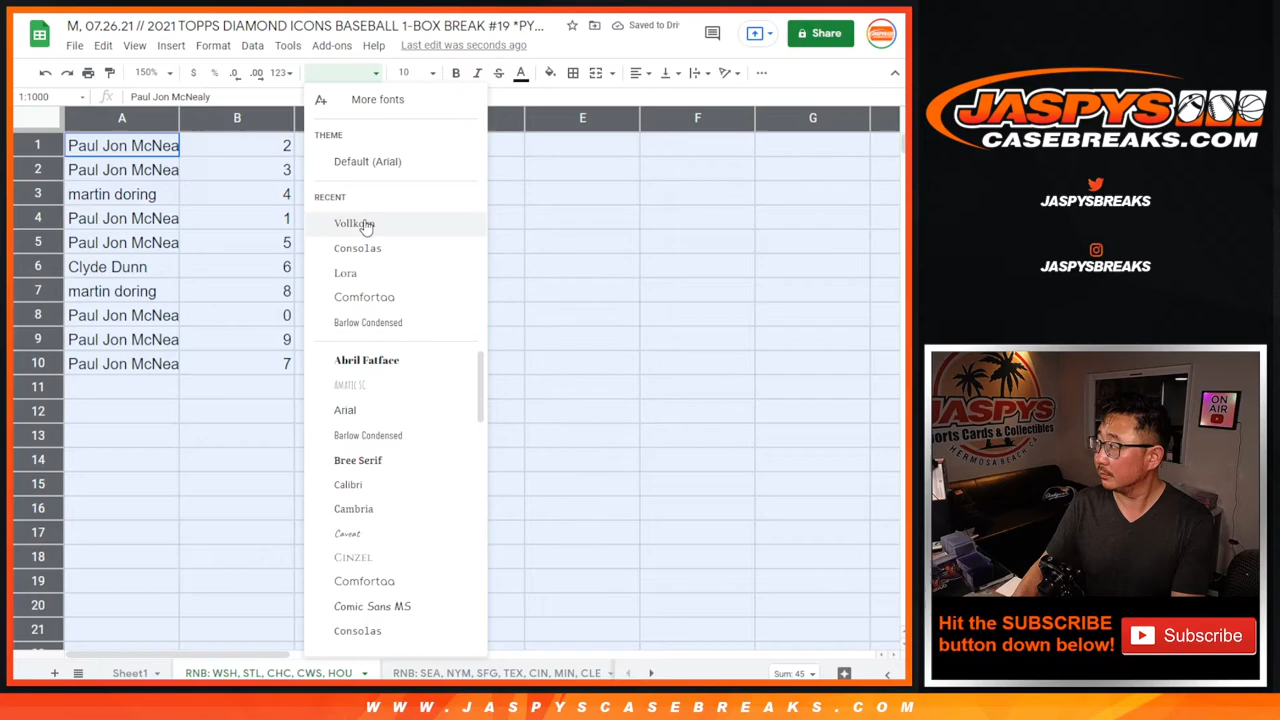 M, 07.26.21 // 2021 TOPPS DIAMOND ICONS BASEBALL 1-BOX BREAK #19 *PY...
Saved to Dri
Share
File Edit View Insert Format Data Tools Add-ons Help Last edit was seconds ago
150% $ % .0 .00 123 10 B I S A
1:1000 fx Paul Jon McNealy
A B E F G
1 Paul Jon McNea 2
2 Paul Jon McNea 3
3 martin doring 4
4 Paul Jon McNea 1
5 Paul Jon McNea 5
6 Clyde Dunn 6
7 martin doring 8
8 Paul Jon McNea 0
9 Paul Jon McNea 9
10 Paul Jon McNea 7
11
12
13
14
15
16
17
18
19
20
21
More fonts
THEME
Default (Arial)
RECENT
Vollkorn
Consolas
Lora
Comfortaa
Barlow Condensed
Abril Fatface
AMATIC SC
Arial
Barlow Condensed
Bree Serif
Calibri
Cambria
Caveat
CINZEL
Comfortaa
Comic Sans MS
Consolas
Sheet1 RNB: WSH, STL, CHC, CWS, HOU RNB: SEA, NYM, SFG, TEX, CIN, MIN, CLE Sum: 45
JASPYS
CASEBREAKS.COM
JASPYSBREAKS
JASPYSBREAKS
JASPYS
Sports Cards & Collectibles
HERMOSA BEACH
ON
AIR
Hit the SUBSCRIBE
button down below!
Subscribe
WWW.JASPYSCASEBREAKS.COM